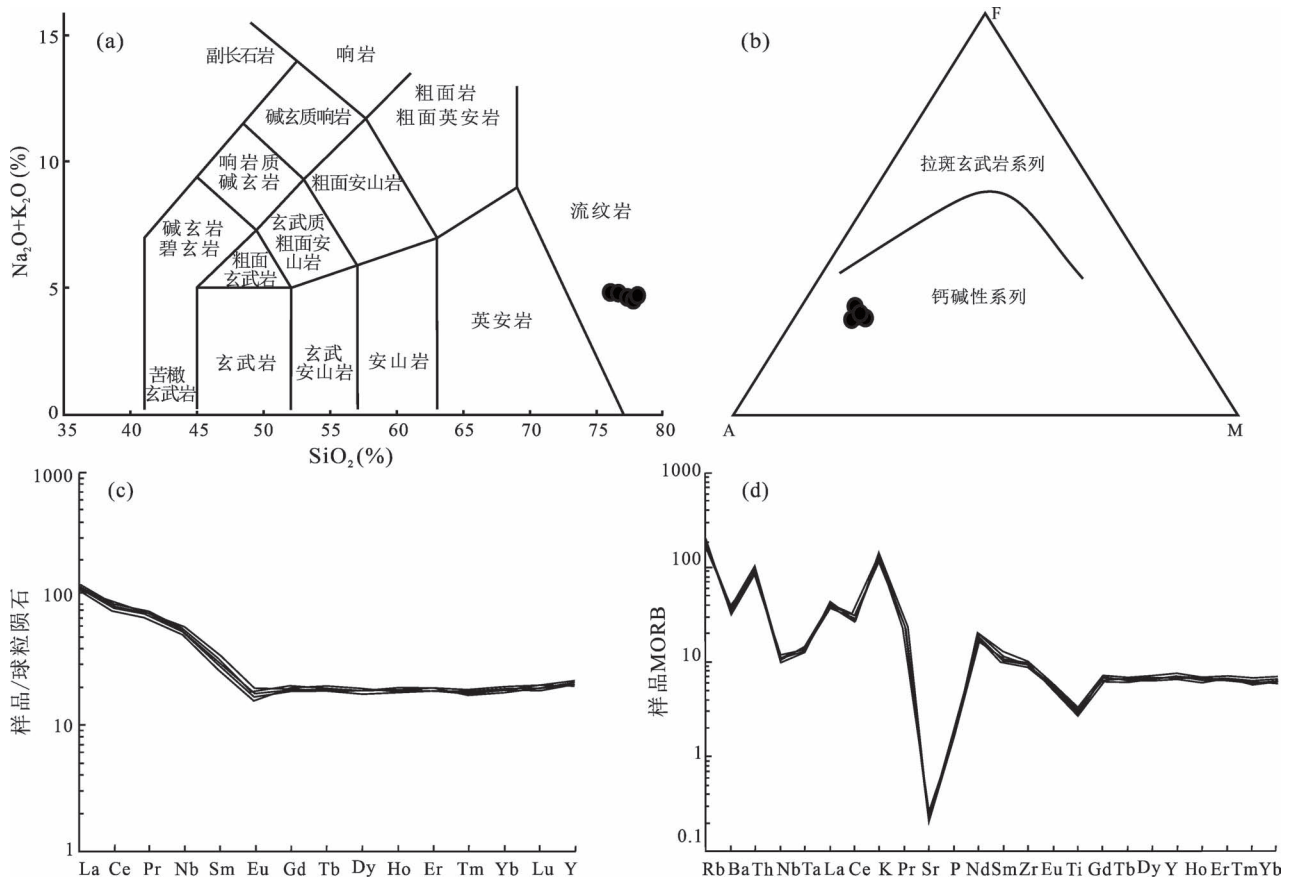 (a)
副长石岩
响岩
粗面岩
粗面英安岩
碱玄质响岩
响岩质
碱玄岩
粗面安山岩
碱玄岩
碧玄岩
玄武质
粗面安
山岩
粗面
玄武岩
流纹岩
英安岩
苦橄
玄武岩
玄武岩
玄武
安山岩
安山岩
15
10
5
0
Na₂O+K₂O (%)
35 40 45 50 55 60 65 70 75 80
SiO₂(%)
(b)
F
拉斑玄武岩系列
钙碱性系列
A
M
(c)
1000
100
10
1
样品/球粒陨石
La Ce Pr Nb Sm Eu Gd Tb Dy Ho Er Tm Yb Lu Y
(d)
1000
100
10
1
0.1
样品MORB
Rb Ba Th Nb Ta La Ce K Pr Sr P Nd Sm Zr Eu Ti Gd Tb Dy Y Ho Er Tm Yb